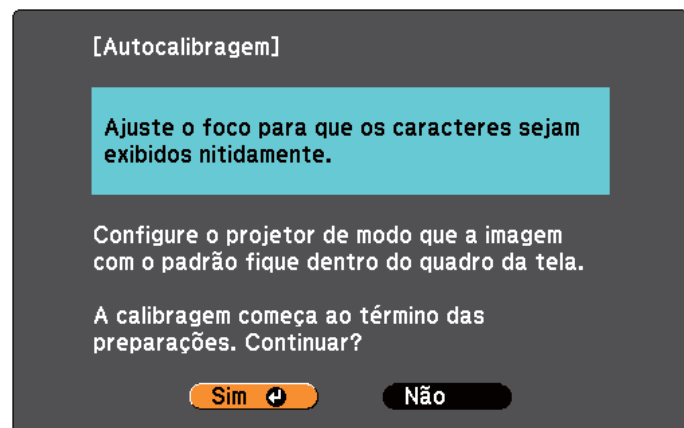 [Autocalibragem]
Ajuste o foco para que os caracteres sejam
exibidos nitidamente.
Configure o projetor de modo que a imagem
com o padrão fique dentro do quadro da tela.
A calibragem começa ao término das
preparações. Continuar?
Sim Não